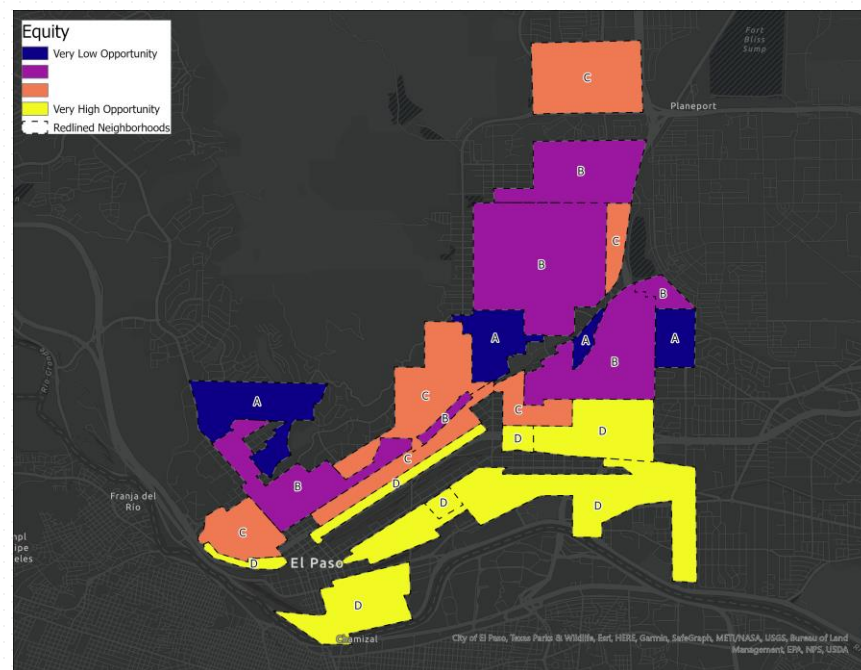 Equity
Very Low Opportunity
Very High Opportunity
Redlined Neighborhoods
Fort
Bliss
Sump
C
Planeport
B
C
B
B
A
A
A
B
C
A
C
B
C
D
D
B
D
D
D
C
Franja del
Río
D
El Paso
D
Chamizal
City of El Paso, Texas Parks & Wildlife, Esri, HERE, Garmin, SafeGraph, METI/NASA, USGS, Bureau of Land
Management, EPA, NPS, USDA